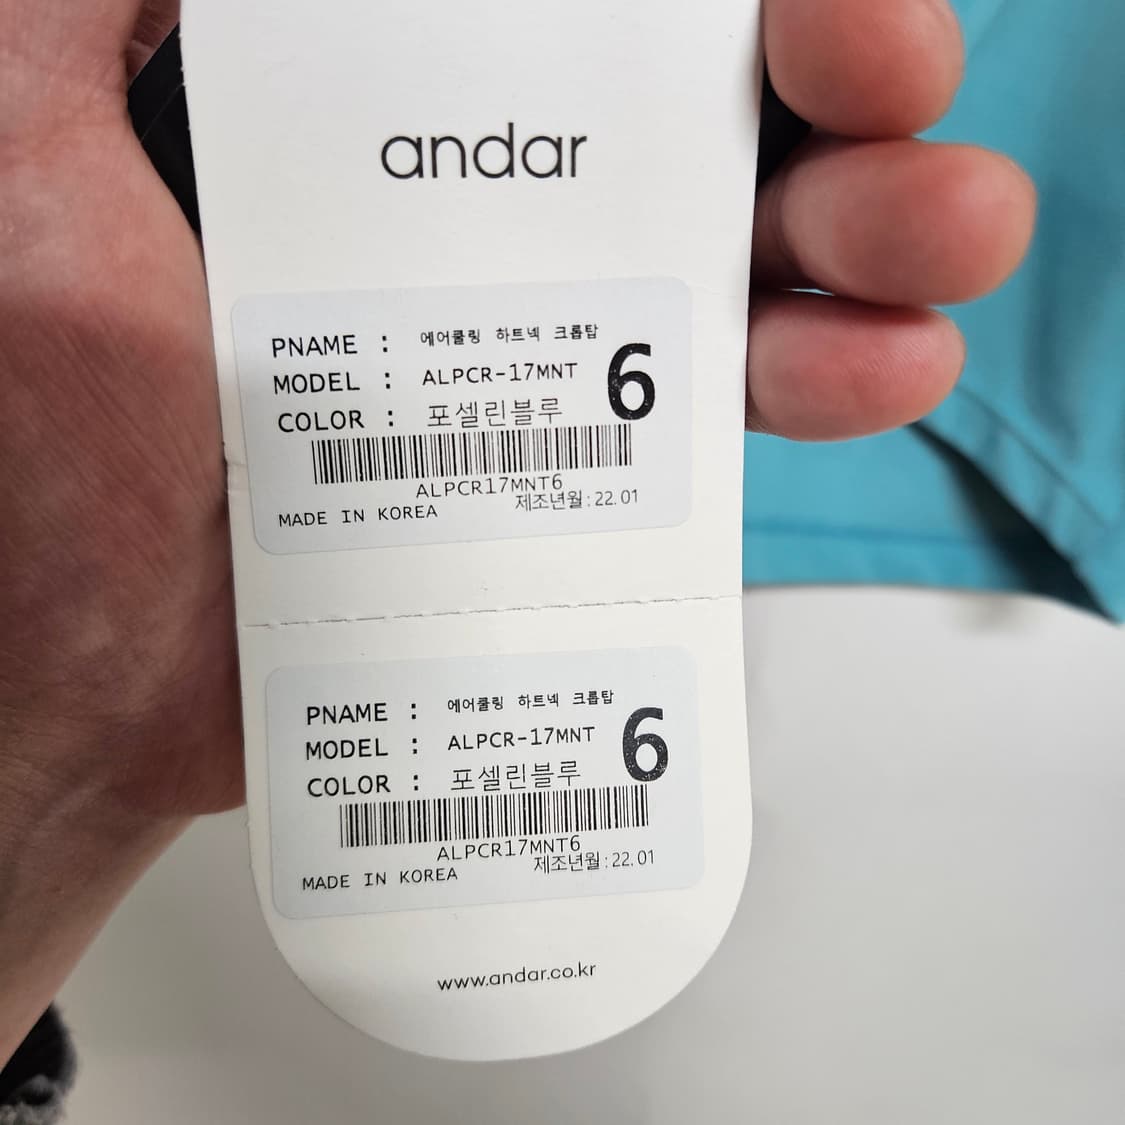 andar
PNAME : 에어쿨링 하트넥 크롭탑
MODEL : ALPCR-17MNT 6
COLOR : 포셀린블루
ALPCR17MNT6
MADE IN KOREA 제조년월 : 22. 01
PNAME : 에어쿨링 하트넥 크롭탑
MODEL : ALPCR-17MNT 6
COLOR : 포셀린블루
ALPCR17MNT6
MADE IN KOREA 제조년월 : 22. 01
www.andar.co.kr